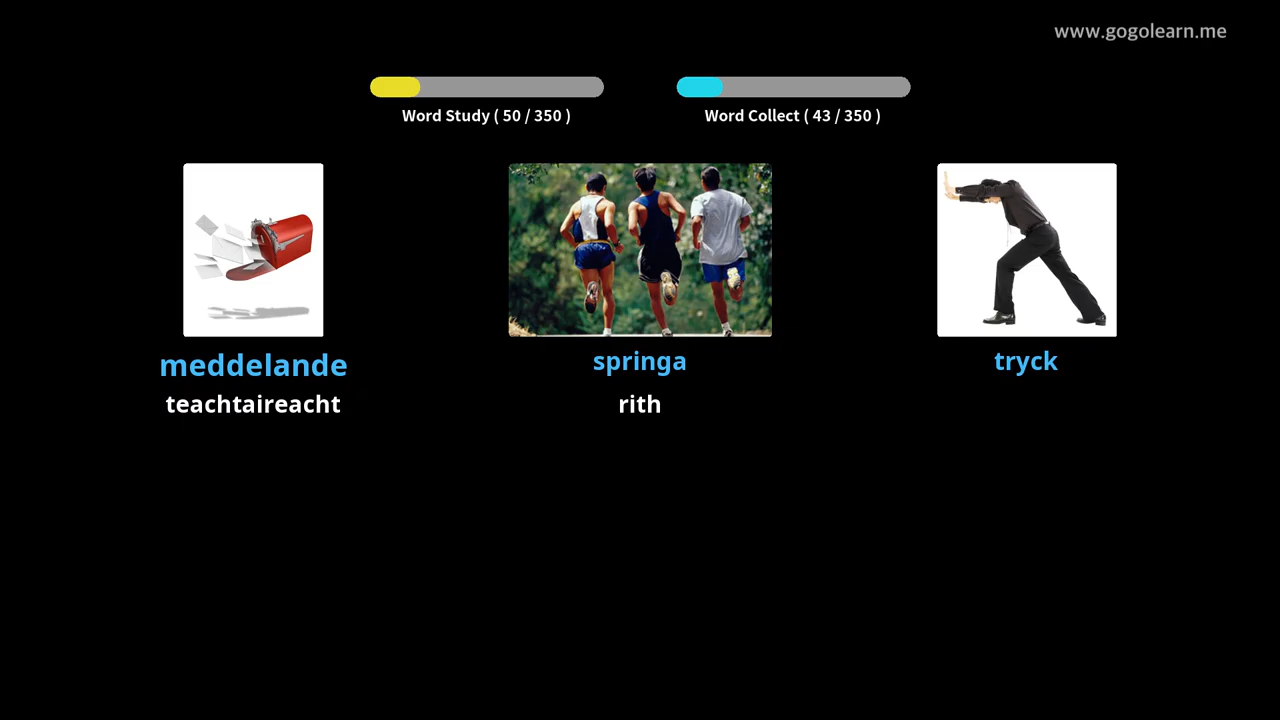 www.gogolearn.me
Word Study ( 50 / 350 )
Word Collect ( 43 / 350 )
meddelande
springa
tryck
teachtaireacht
rith